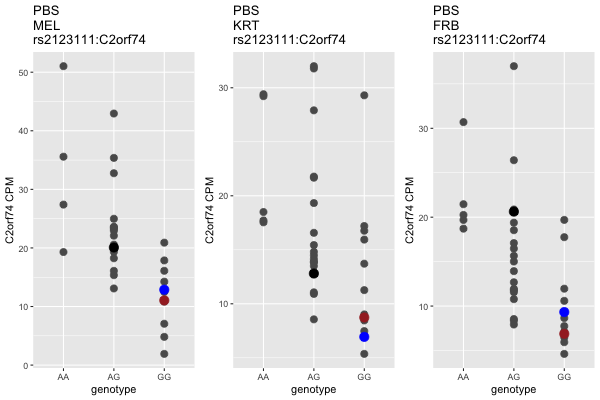 PBS
MEL
rs2123111:C2orf74
50
40
30
20
10
0
C2orf74 CPM
AA AG GG
genotype
PBS
KRT
rs2123111:C2orf74
30
20
10
C2orf74 CPM
AA AG GG
genotype
PBS
FRB
rs2123111:C2orf74
30
20
10
C2orf74 CPM
AA AG GG
genotype